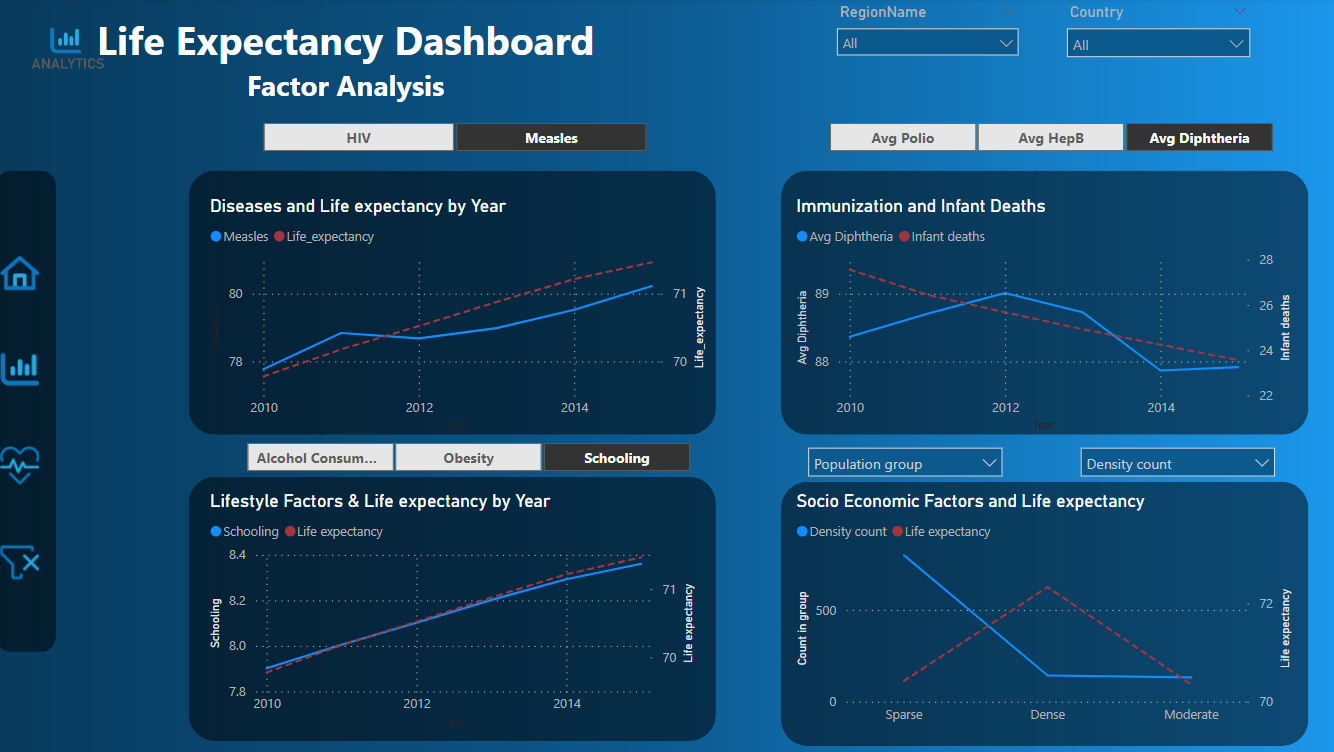 RegionName
Country
Life Expectancy Dashboard
ANALYTICS
All
All
Factor Analysis
HIV
Measles
Avg Polio
Avg HepB
Avg Diphtheria
Diseases and Life expectancy by Year
Measles
Life_expectancy
80
78
71
70
Measles
Life_expectancy
2010
2012
2014
Year
Immunization and Infant Deaths
Avg Diphtheria
Infant deaths
89
88
28
26
24
22
Avg Diphtheria
Infant deaths
2010
2012
2014
Year
Alcohol Consum...
Obesity
Schooling
Population group
Density count
Lifestyle Factors & Life expectancy by Year
Schooling
Life expectancy
8.4
8.2
8.0
7.8
71
70
Schooling
Life expectancy
2010
2012
2014
Year
Socio Economic Factors and Life expectancy
Density count
Life expectancy
500
0
72
70
Count in group
Life expectancy
Sparse
Dense
Moderate